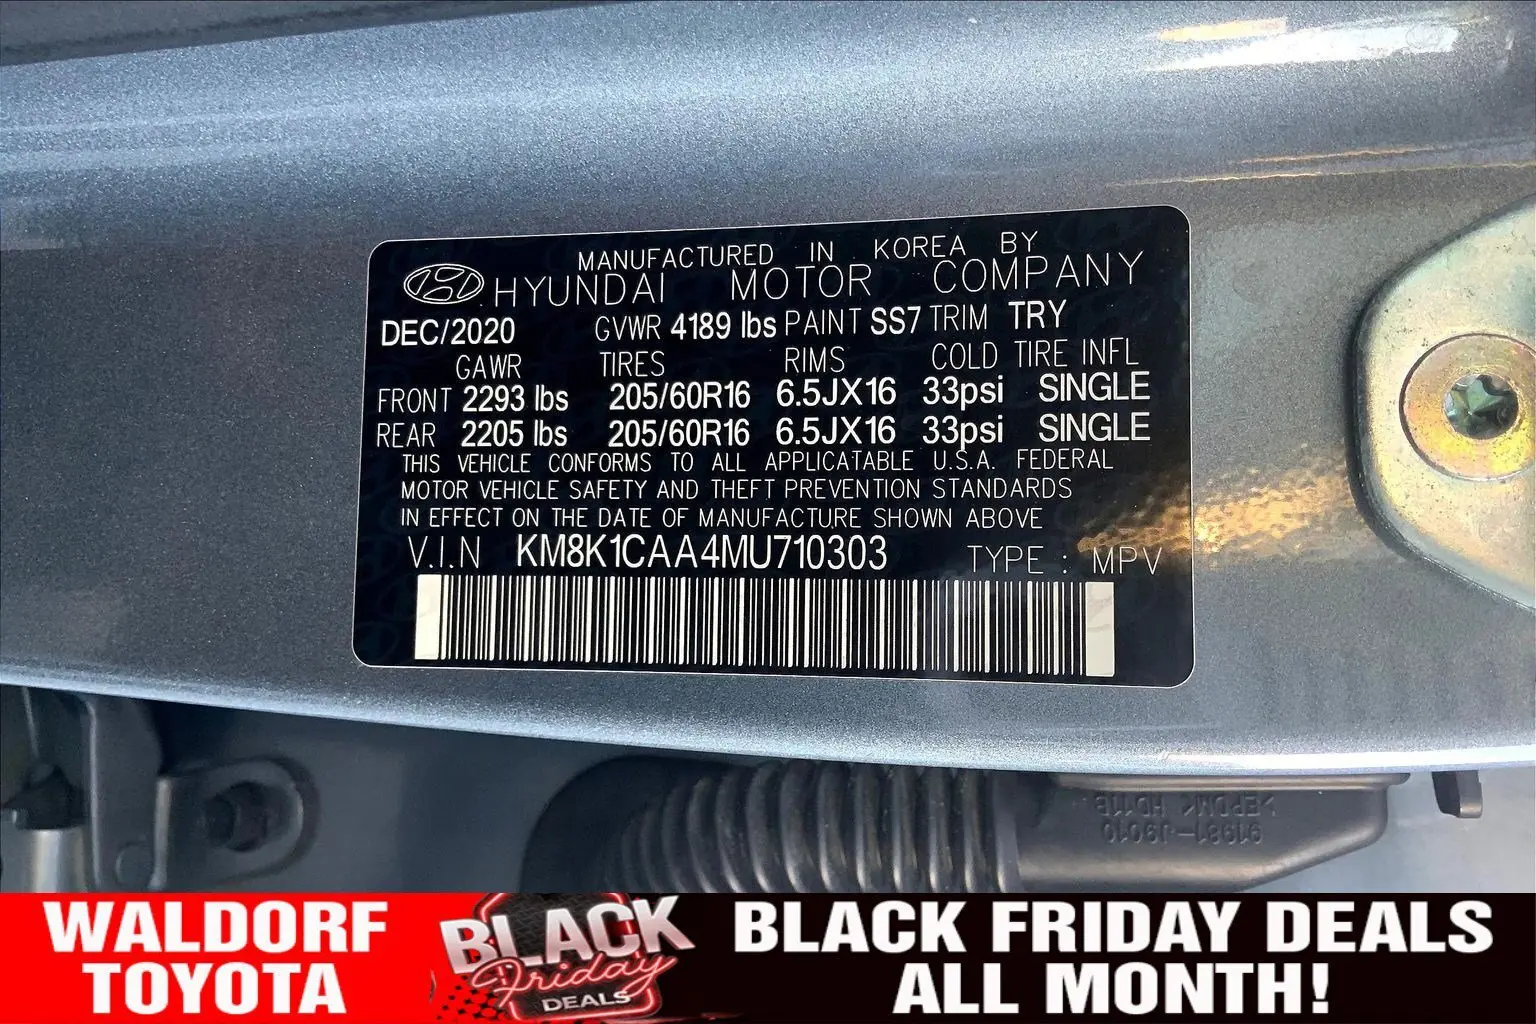 MANUFACTURED IN KOREA BY
HYUNDAI MOTOR COMPANY
DEC/2020 GVWR 4189 lbs PAINT SS7 TRIM TRY
GAWR TIRES RIMS COLD TIRE INFL
FRONT 2293 lbs 205/60R16 6.5JX16 33psi SINGLE
REAR 2205 lbs 205/60R16 6.5JX16 33psi SINGLE
THIS VEHICLE CONFORMS TO ALL APPLICATABLE U.S.A. FEDERAL
MOTOR VEHICLE SAFETY AND THEFT PREVENTION STANDARDS
IN EFFECT ON THE DATE OF MANUFACTURE SHOWN ABOVE
V.I.N KM8K1CAA4MU710303 TYPE : MPV
91981-J9010
>EPDM< HD11B
WALDORF
TOYOTA
BLACK
Friday
DEALS
BLACK FRIDAY DEALS
ALL MONTH!